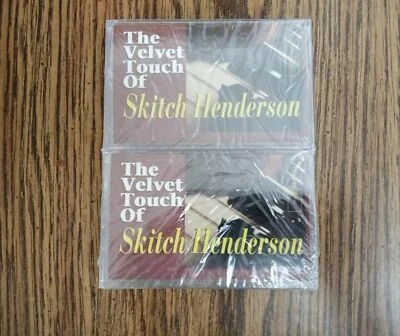 The
Velvet
Touch
Of
Skitch Henderson
The
Velvet
Touch
Of
Skitch Henderson